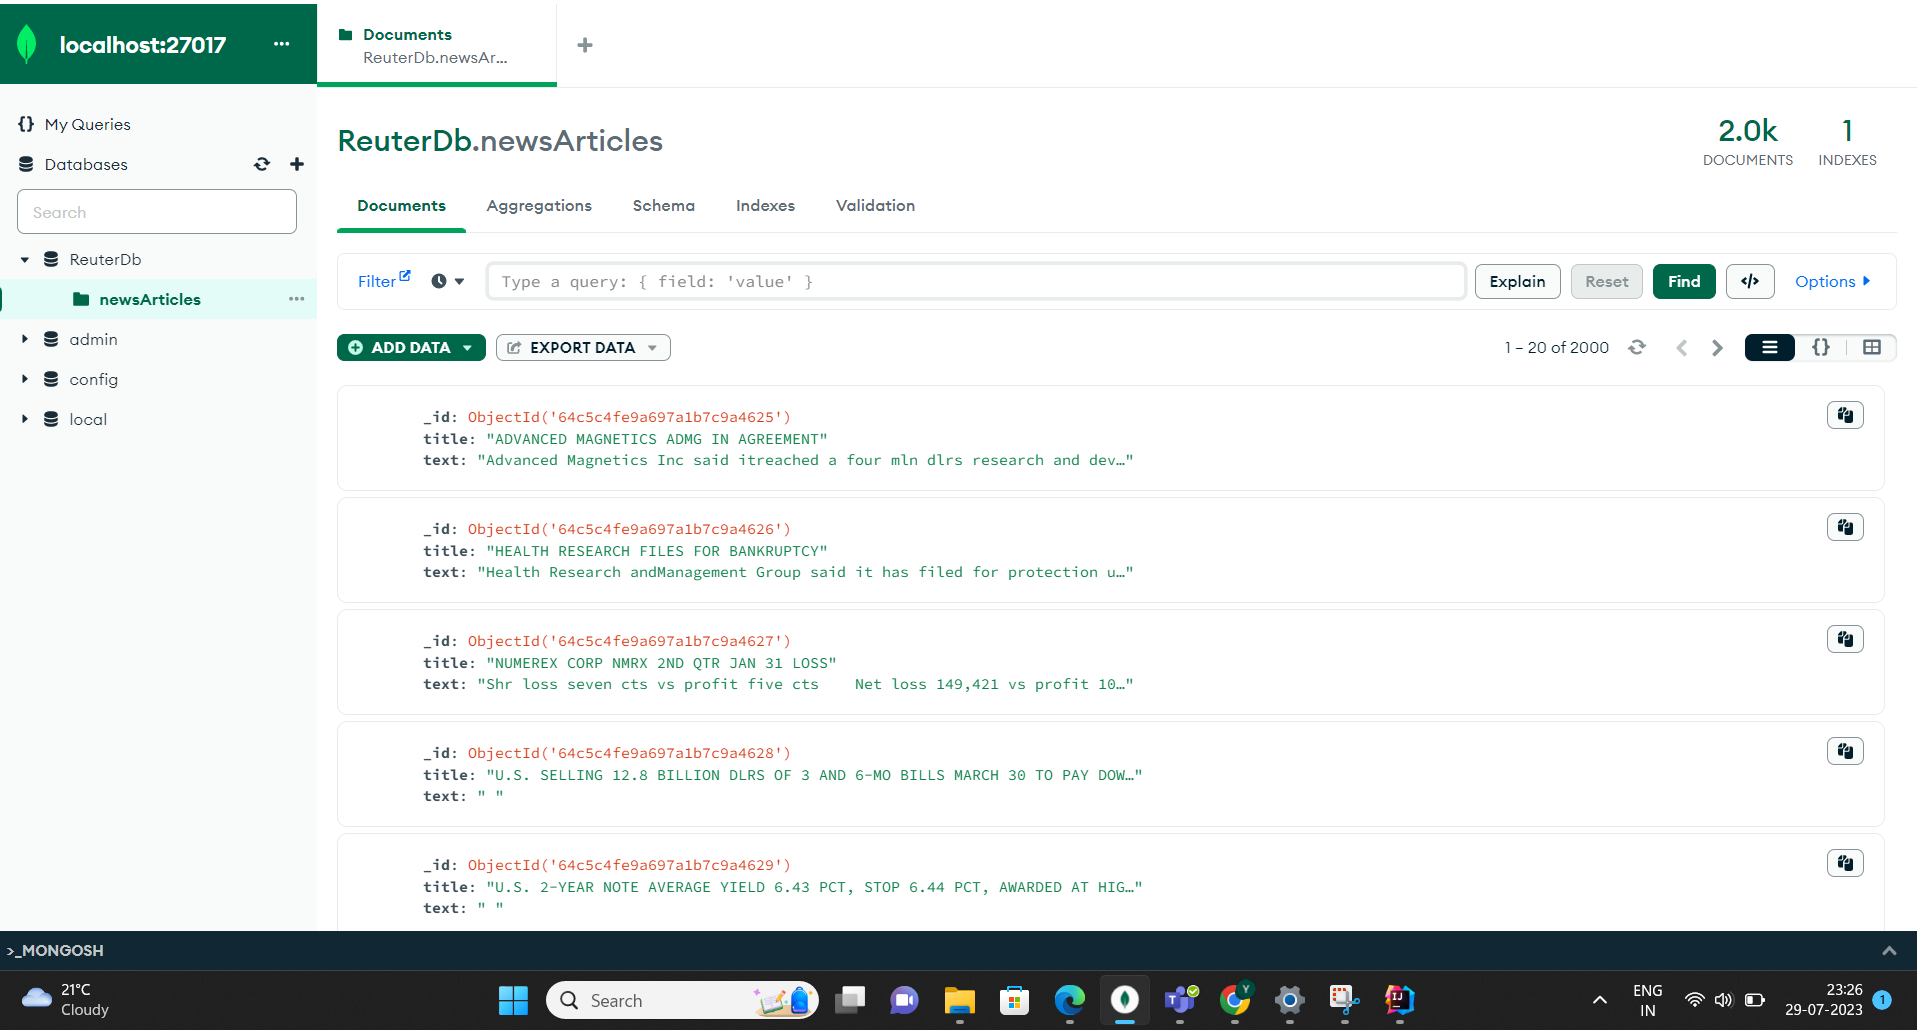 localhost:27017
Documents
ReuterDb.newsAr...
My Queries
Databases
Search
ReuterDb
newsArticles
admin
config
local
ReuterDb.newsArticles
2.0k
DOCUMENTS
1
INDEXES
Documents Aggregations Schema Indexes Validation
Filter
Type a query: { field: 'value' }
Explain Reset Find </> Options
ADD DATA EXPORT DATA
1 – 20 of 2000
{}
_id: ObjectId('64c5c4fe9a697a1b7c9a4625')
title: "ADVANCED MAGNETICS ADMG IN AGREEMENT"
text: "Advanced Magnetics Inc said itreached a four mln dlrs research and dev…"
_id: ObjectId('64c5c4fe9a697a1b7c9a4626')
title: "HEALTH RESEARCH FILES FOR BANKRUPTCY"
text: "Health Research andManagement Group said it has filed for protection u…"
_id: ObjectId('64c5c4fe9a697a1b7c9a4627')
title: "NUMEREX CORP NMRX 2ND QTR JAN 31 LOSS"
text: "Shr loss seven cts vs profit five cts    Net loss 149,421 vs profit 10…"
_id: ObjectId('64c5c4fe9a697a1b7c9a4628')
title: "U.S. SELLING 12.8 BILLION DLRS OF 3 AND 6-MO BILLS MARCH 30 TO PAY DOW…"
text: " "
_id: ObjectId('64c5c4fe9a697a1b7c9a4629')
title: "U.S. 2-YEAR NOTE AVERAGE YIELD 6.43 PCT, STOP 6.44 PCT, AWARDED AT HIG…"
text: " "
>_MONGOSH
21°C
Cloudy
Search
ENG
IN
23:26
29-07-2023
1